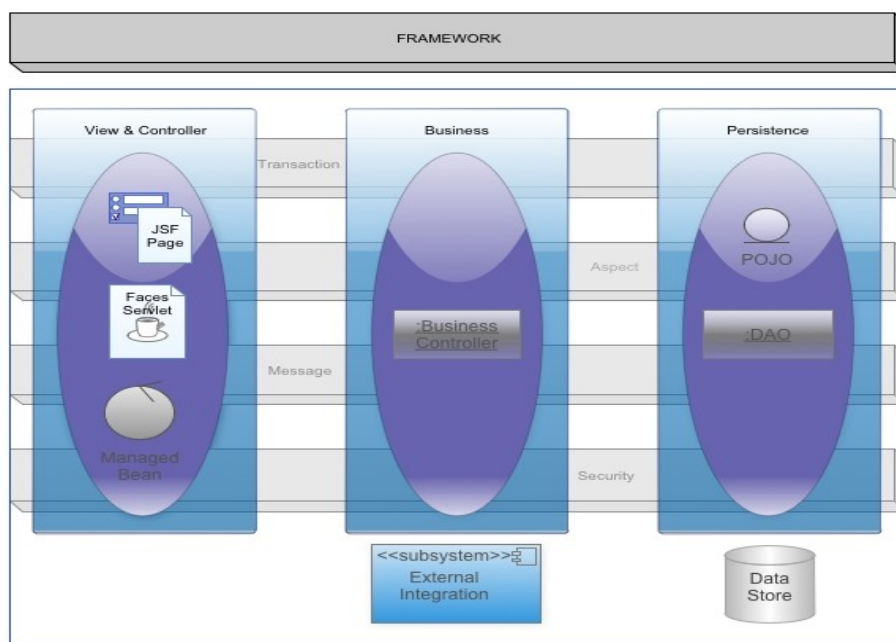 FRAMEWORK
View & Controller
Business
Persistence
Transaction
JSF
Page
POJO
Aspect
Faces
Servlet
:Business
Controller
:DAO
Message
Managed
Bean
Security
<<subsystem>>
External
Integration
Data
Store